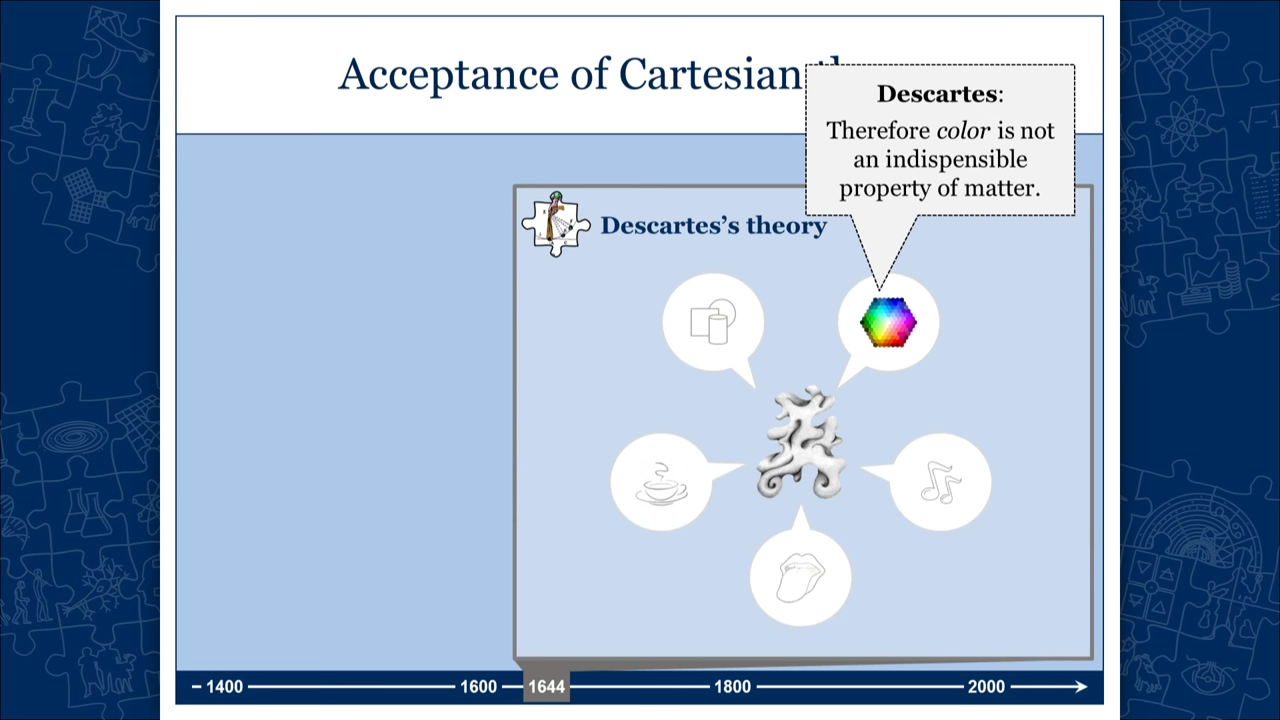 Acceptance of Cartesian
Descartes:
Therefore color is not
an indispensible
property of matter.
Descartes's theory
1400 1600 1644 1800 2000